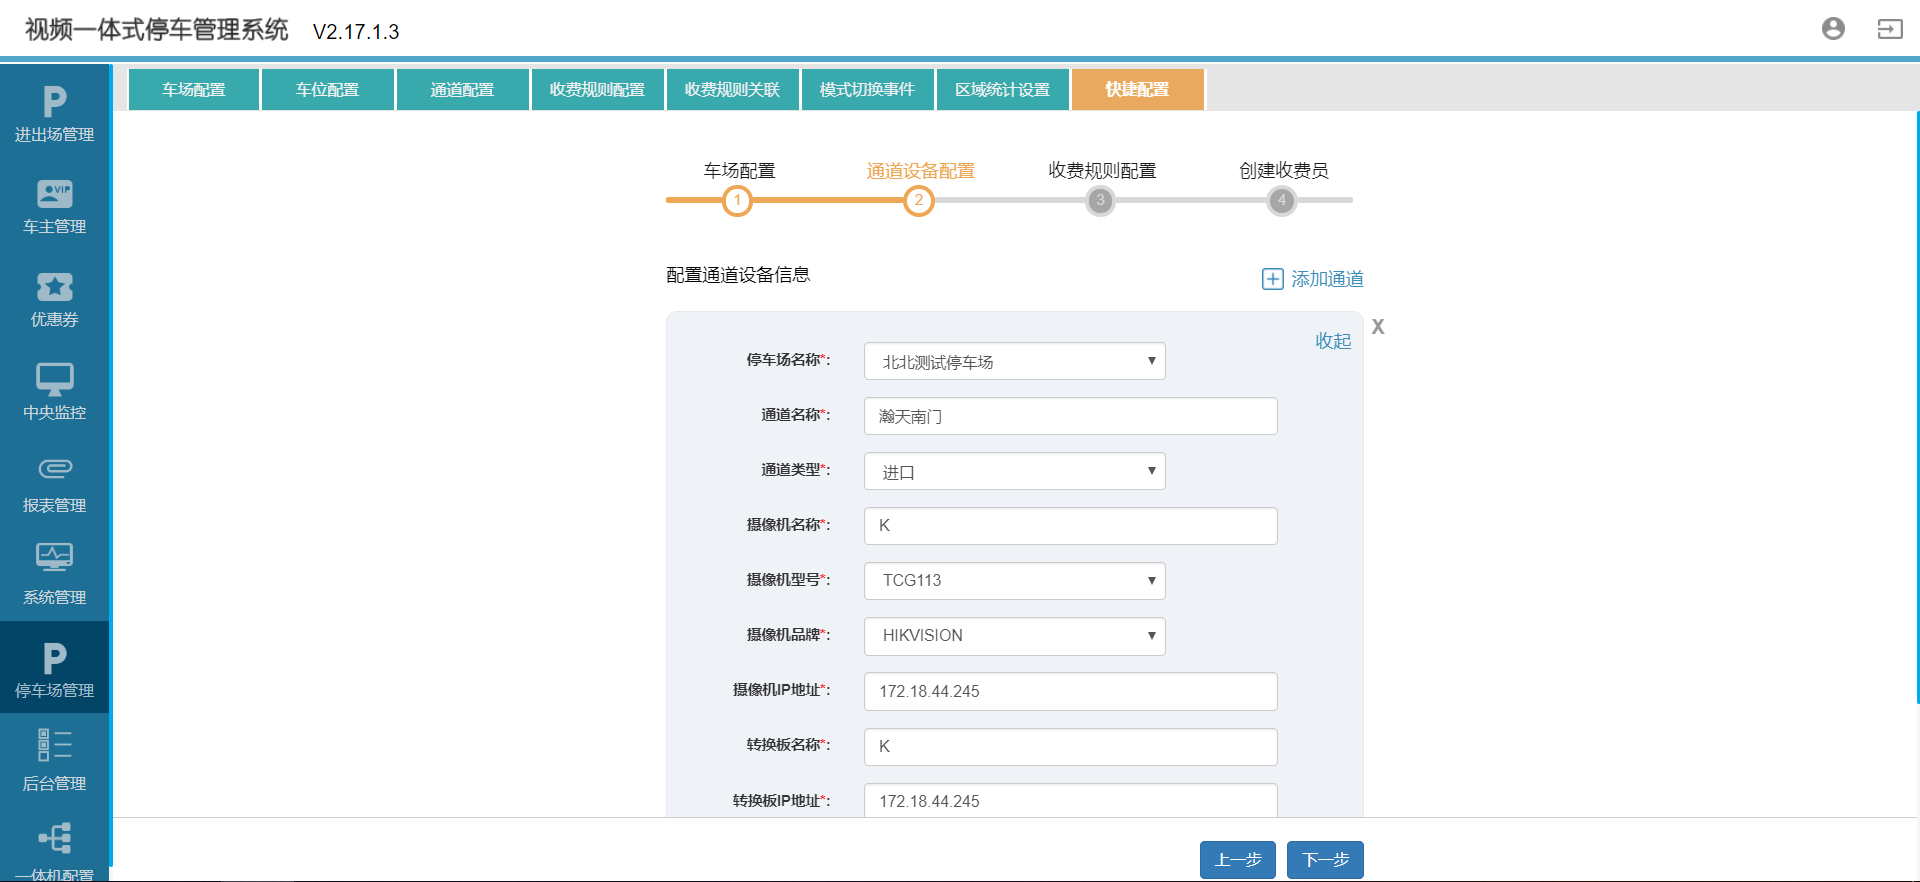 视频一体式停车管理系统 V2.17.1.3
车场配置 车位配置 通道配置 收费规则配置 收费规则关联 模式切换事件 区域统计设置 快捷配置
P
进出场管理
VIP
车主管理
优惠券
中央监控
报表管理
系统管理
P
停车场管理
后台管理
一体机配置
车场配置 通道设备配置 收费规则配置 创建收费员
1 2 3 4
配置通道设备信息 添加通道
X
收起
停车场名称*: 北北测试停车场
通道名称*: 瀚天南门
通道类型*: 进口
摄像机名称*: K
摄像机型号*: TCG113
摄像机品牌*: HIKVISION
摄像机IP地址*: 172.18.44.245
转换板名称*: K
转换板IP地址*: 172.18.44.245
上一步 下一步